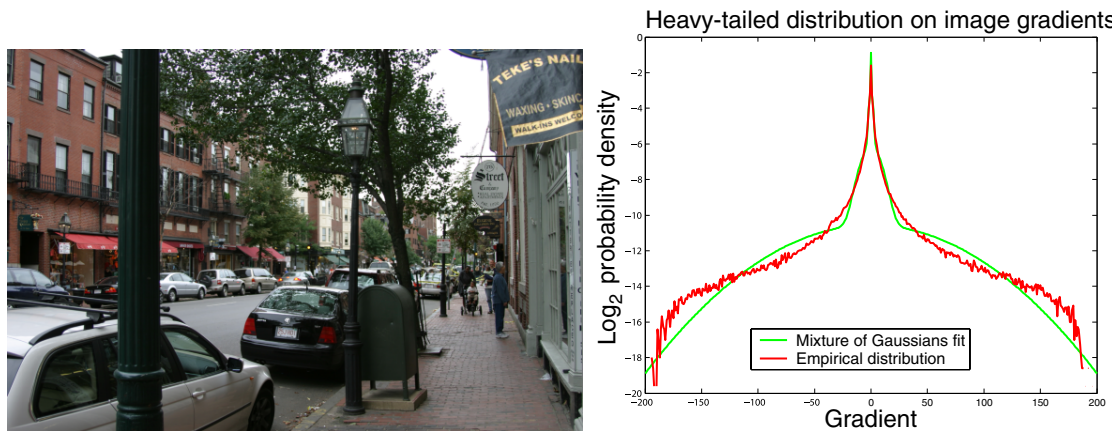 TEKE'S NAIL
WAXING • SKINC
WALK-INS WELCO
Street
Heavy-tailed distribution on image gradients
Log2 probability density
0
−2
−4
−6
−8
−10
−12
−14
−16
−18
−20
Mixture of Gaussians fit
Empirical distribution
−200 −150 −100 −50 0 50 100 150 200
Gradient